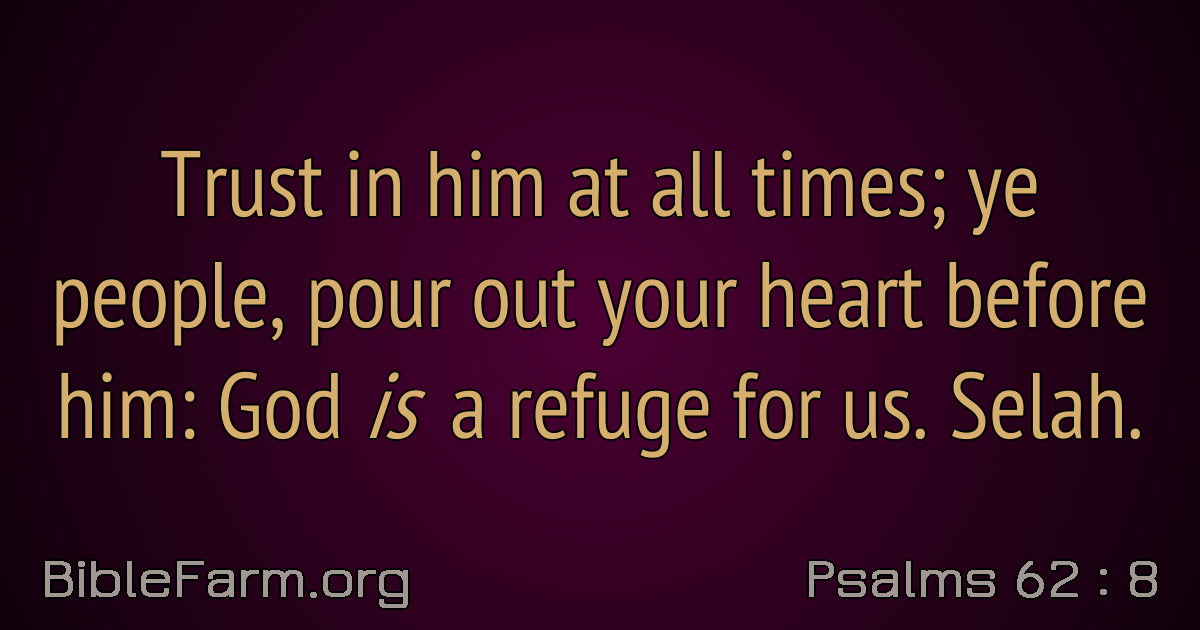 Trust in him at all times; ye
people, pour out your heart before
him: God is a refuge for us. Selah.
BibleFarm.org
Psalms 62 : 8